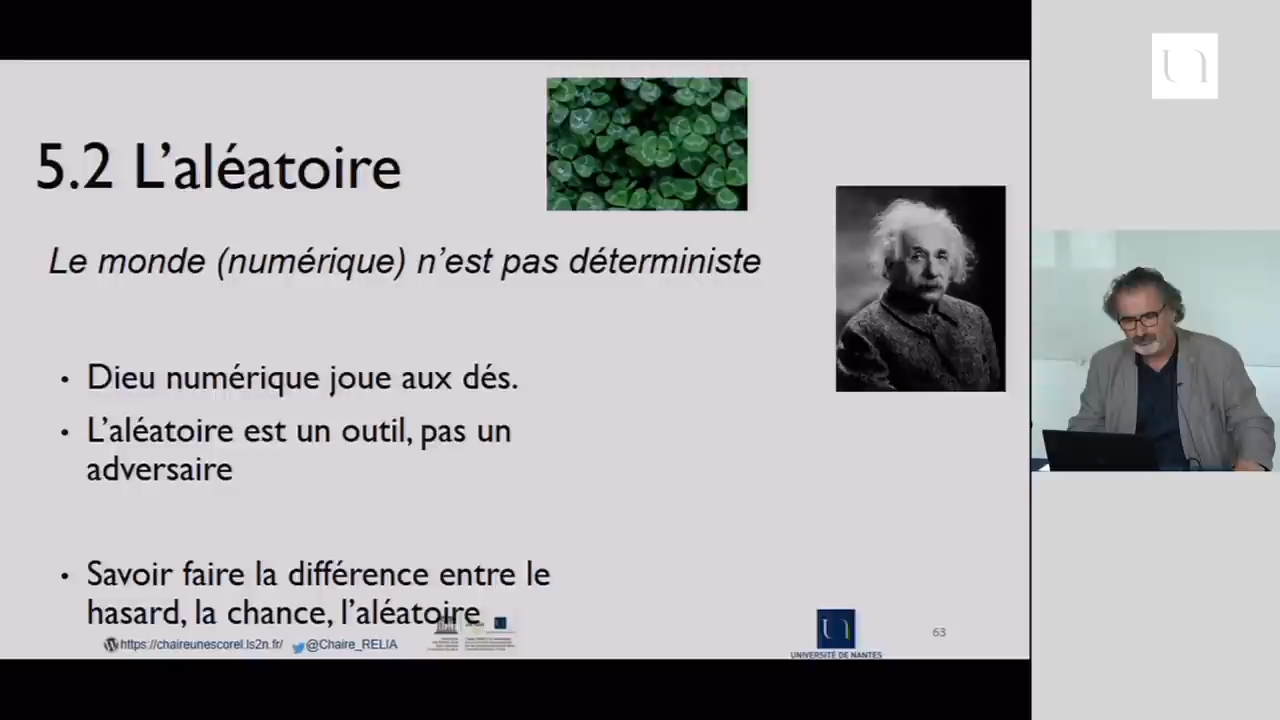 5.2 L’aléatoire
Le monde (numérique) n’est pas déterministe
• Dieu numérique joue aux dés.
• L’aléatoire est un outil, pas un
adversaire
• Savoir faire la différence entre le
hasard, la chance, l’aléatoire
https://chaireunescorel.ls2n.fr/ @Chaire_RELIA
UNIVERSITÉ DE NANTES
63